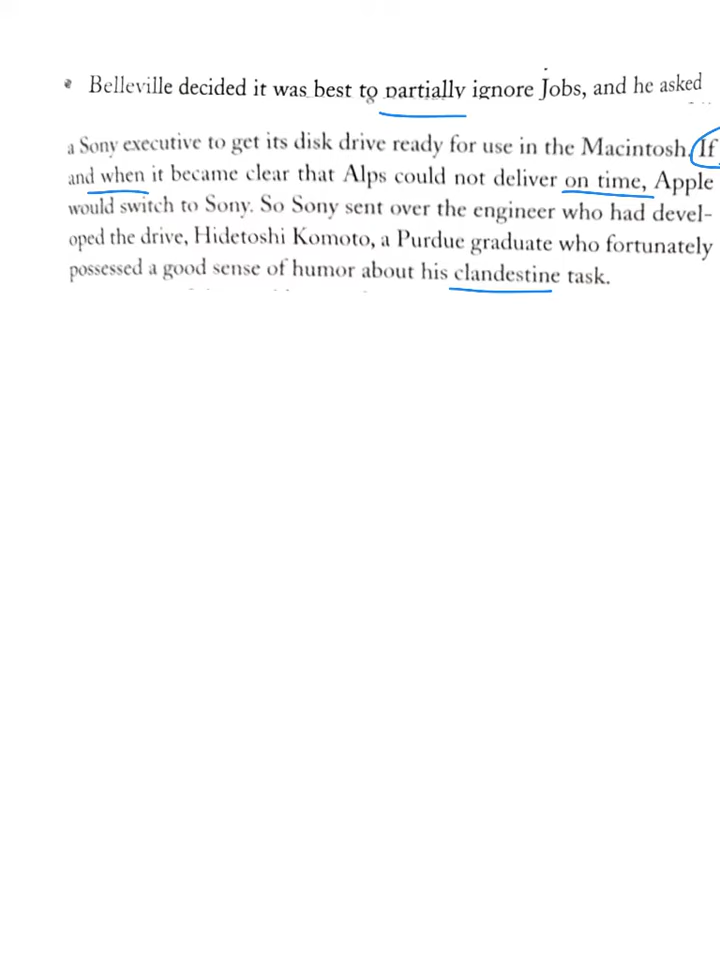 • Belleville decided it was best to partially ignore Jobs, and he asked
a Sony executive to get its disk drive ready for use in the Macintosh. If
and when it became clear that Alps could not deliver on time, Apple
would switch to Sony. So Sony sent over the engineer who had devel-
oped the drive, Hidetoshi Komoto, a Purdue graduate who fortunately
possessed a good sense of humor about his clandestine task.